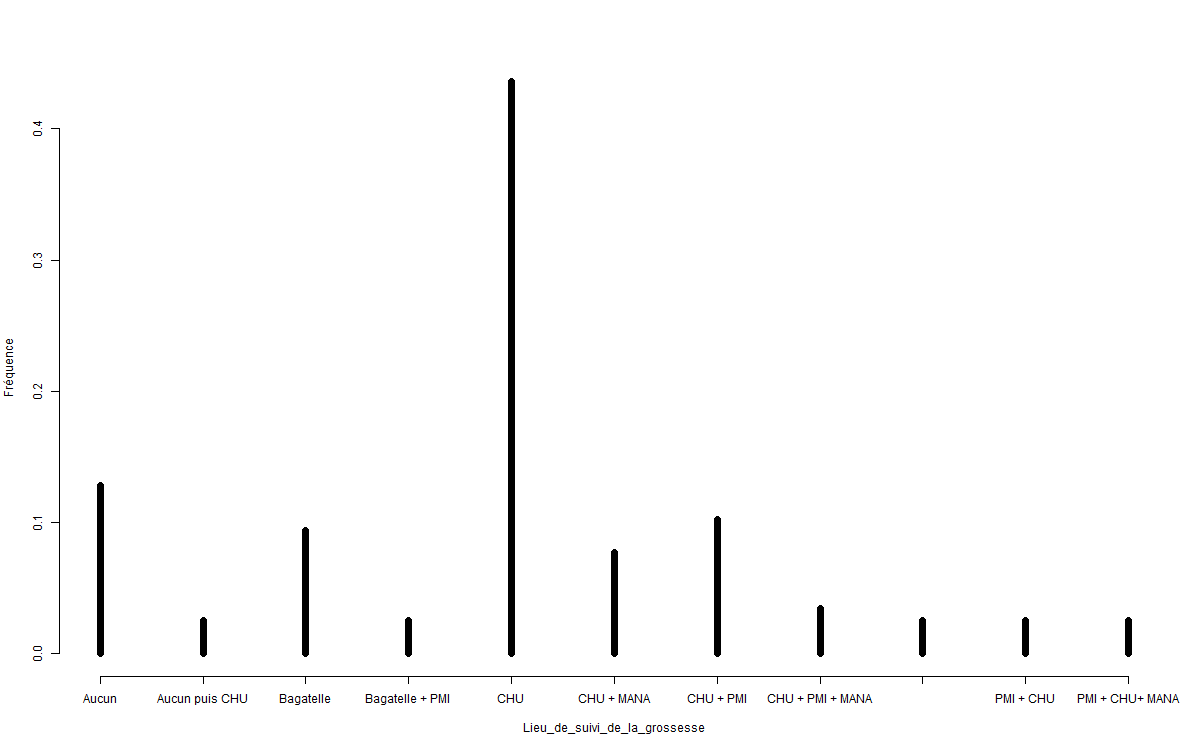 Fréquence
0.4
0.3
0.2
0.1
0.0
Aucun Aucun puis CHU Bagatelle Bagatelle + PMI CHU CHU + MANA CHU + PMI CHU + PMI + MANA PMI + CHU PMI + CHU+ MANA
Lieu_de_suivi_de_la_grossesse